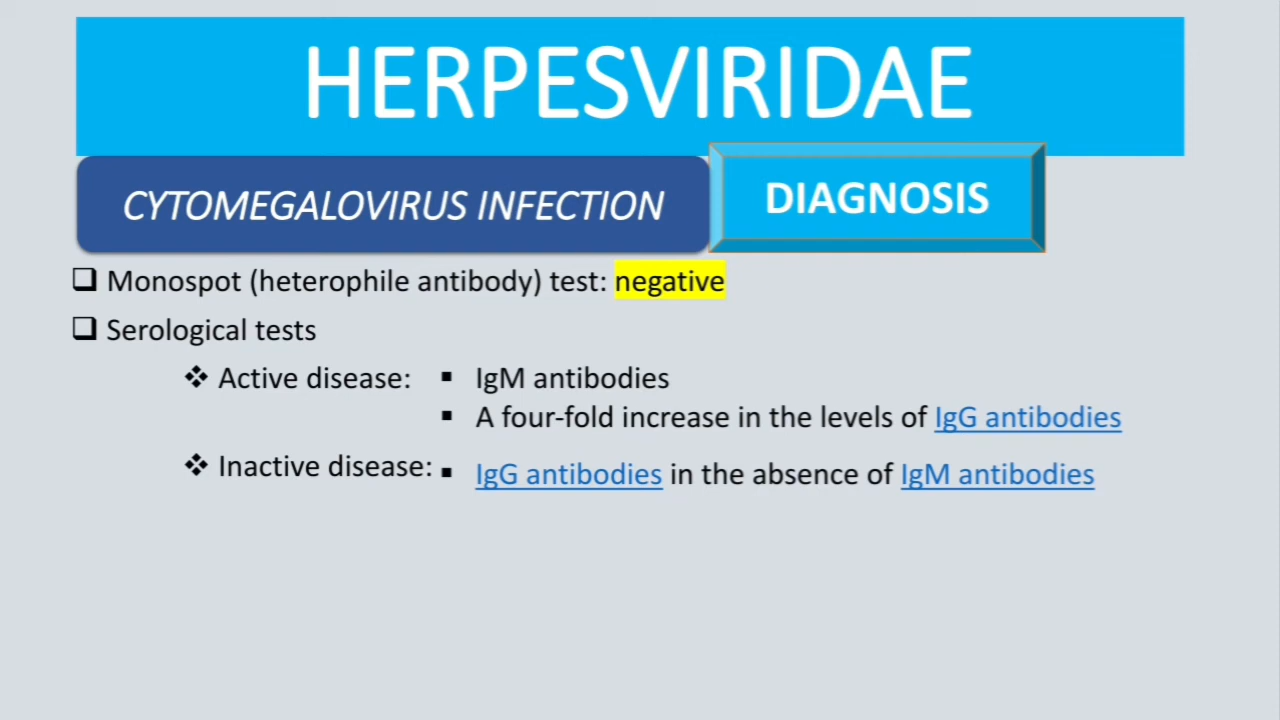 HERPESVIRIDAE
CYTOMEGALOVIRUS INFECTION
DIAGNOSIS
❑ Monospot (heterophile antibody) test: negative
❑ Serological tests
❖ Active disease: ▪ IgM antibodies
▪ A four-fold increase in the levels of IgG antibodies
❖ Inactive disease: ▪ IgG antibodies in the absence of IgM antibodies